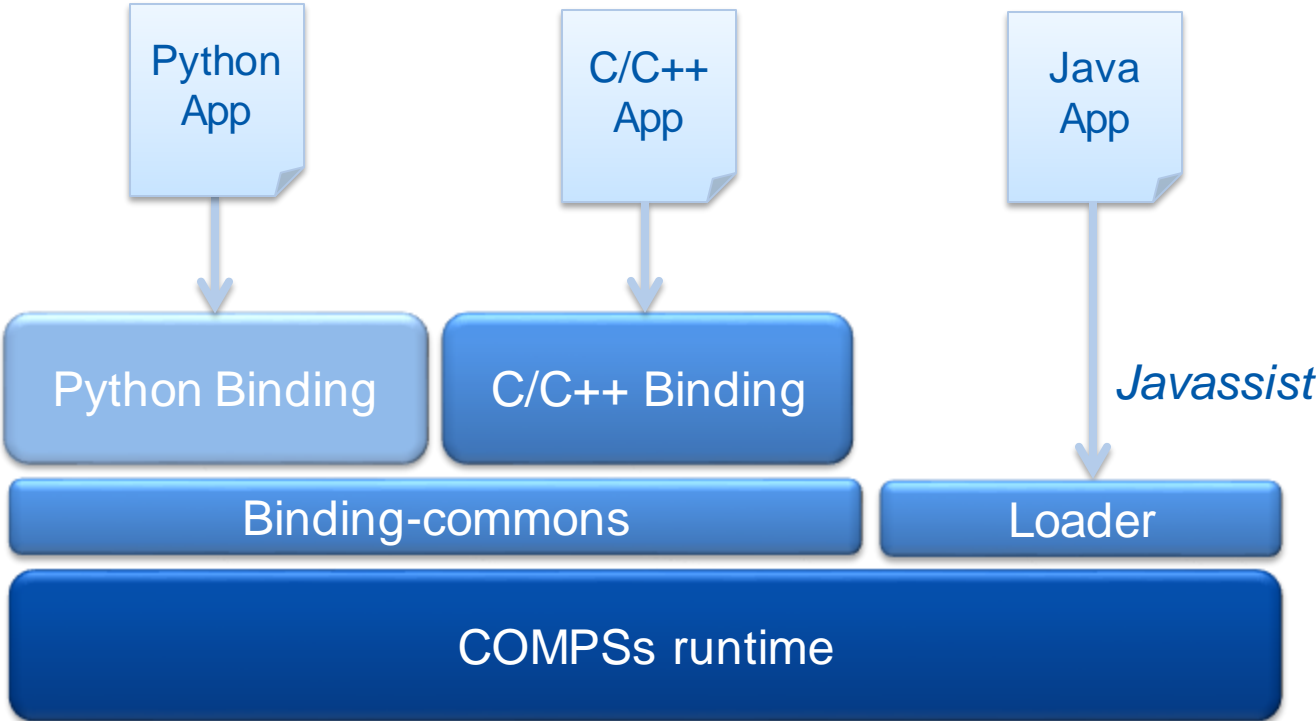 Python
App
C/C++
App
Java
App
Python Binding
C/C++ Binding
Javassist
Binding-commons
Loader
COMPSs runtime